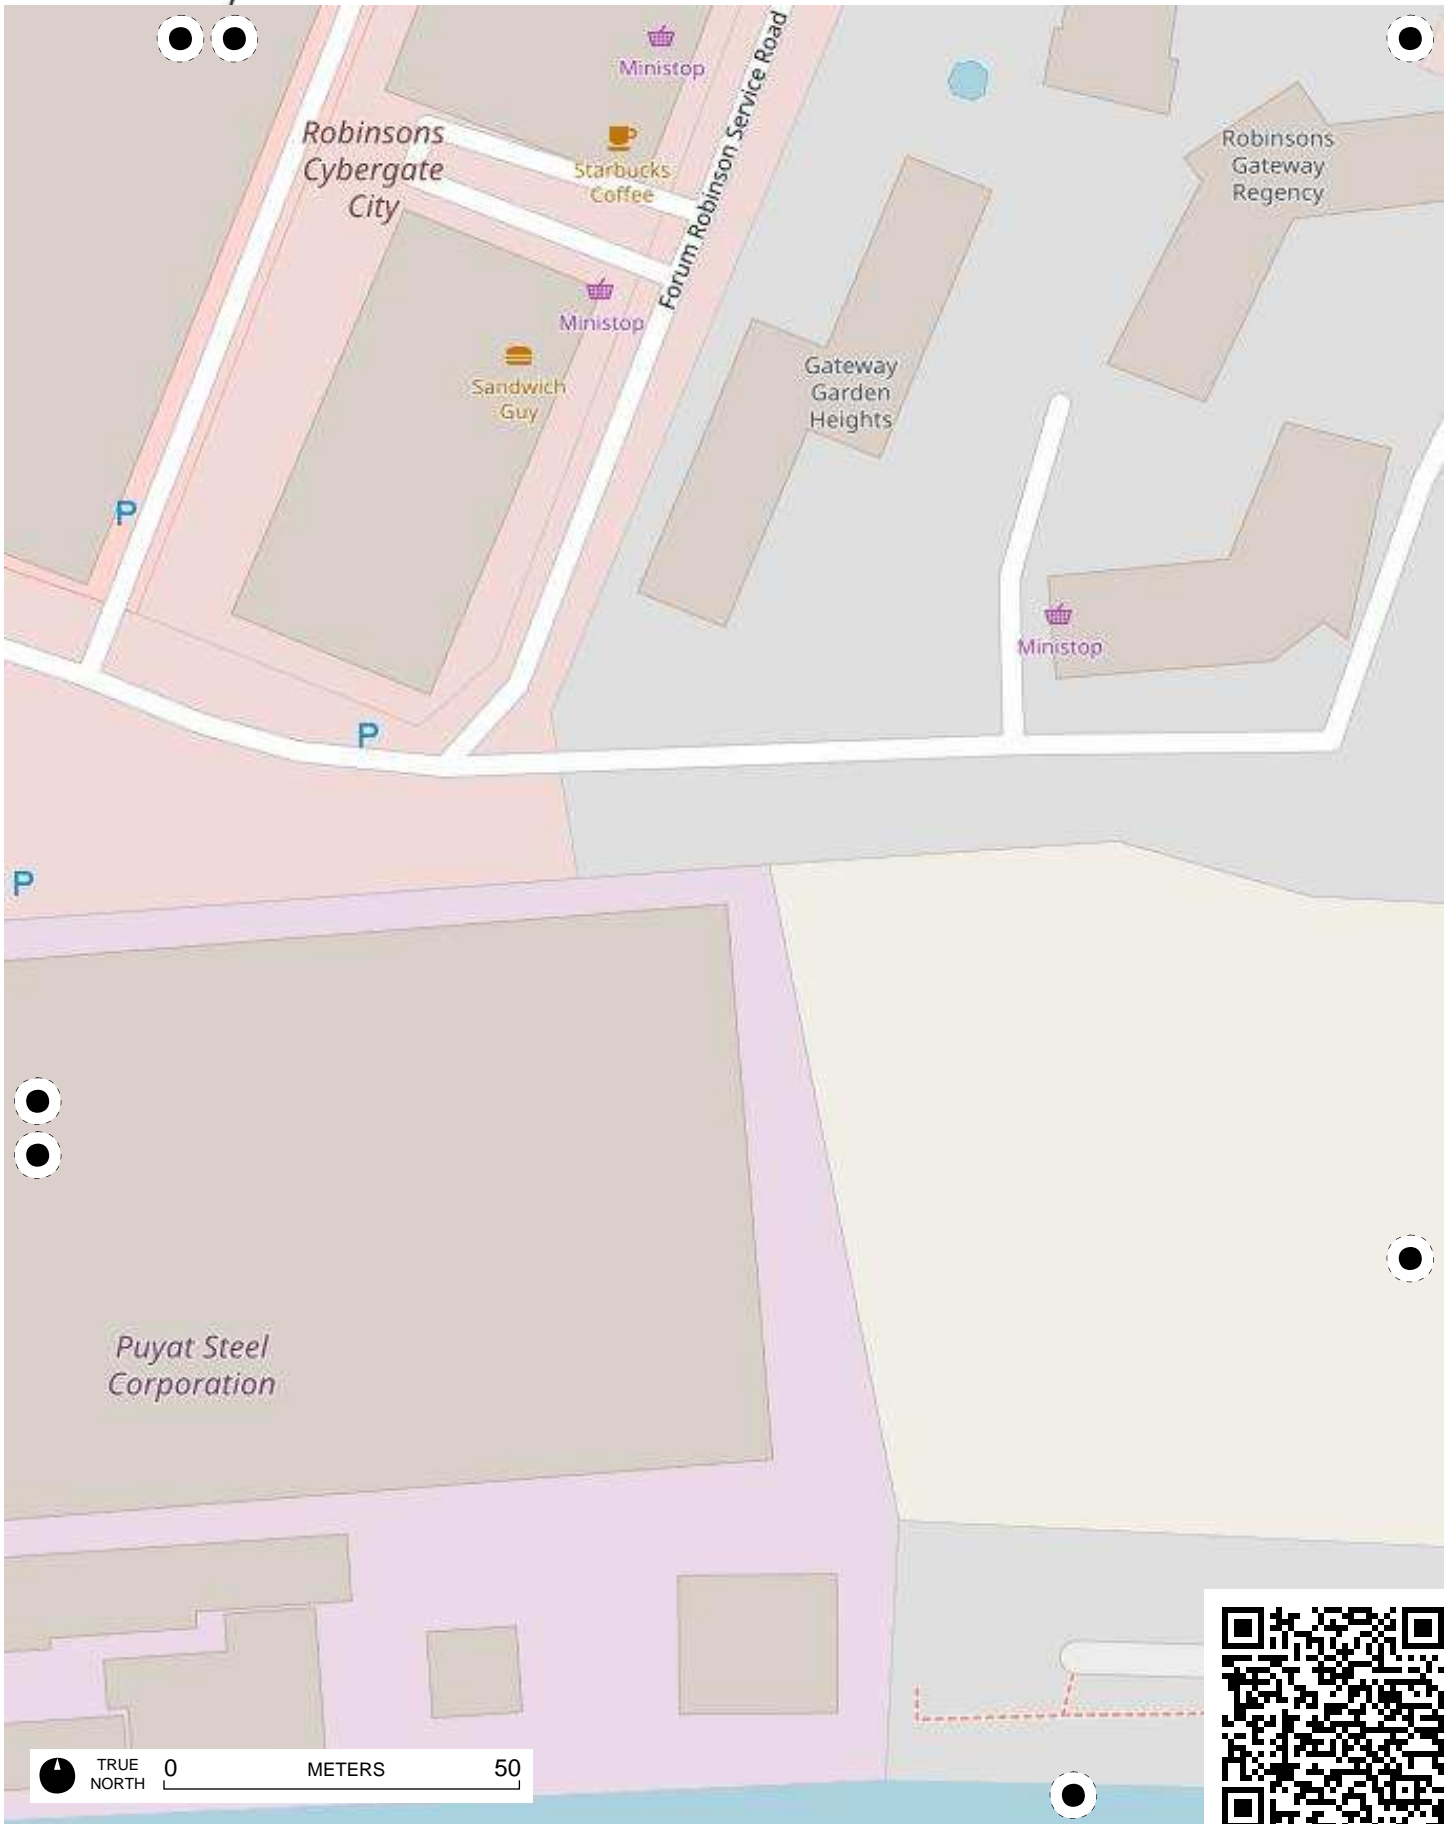 Ministop
Forum Robinson Service Road
Robinsons
Cybergate
City
Starbucks
Coffee
Robinsons
Gateway
Regency
Ministop
Sandwich
Guy
Gateway
Garden
Heights
P
Ministop
P
P
Puyat Steel
Corporation
TRUE
NORTH
0
METERS
50